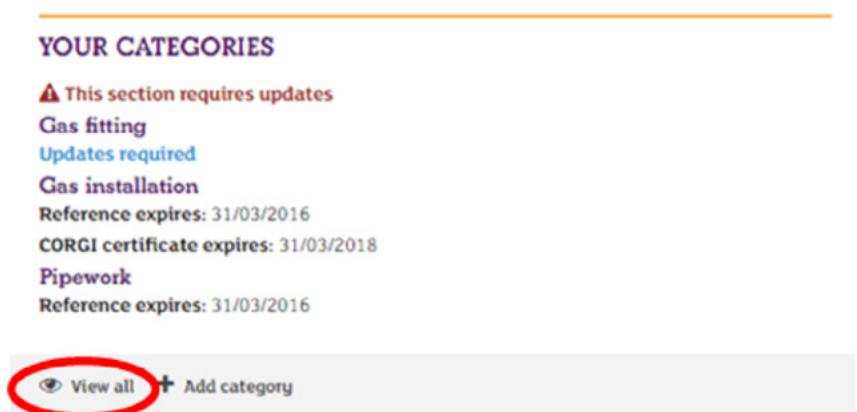 YOUR CATEGORIES
This section requires updates
Gas fitting
Updates required
Gas installation
Reference expires: 31/03/2016
CORGI certificate expires: 31/03/2018
Pipework
Reference expires: 31/03/2016
View all + Add category